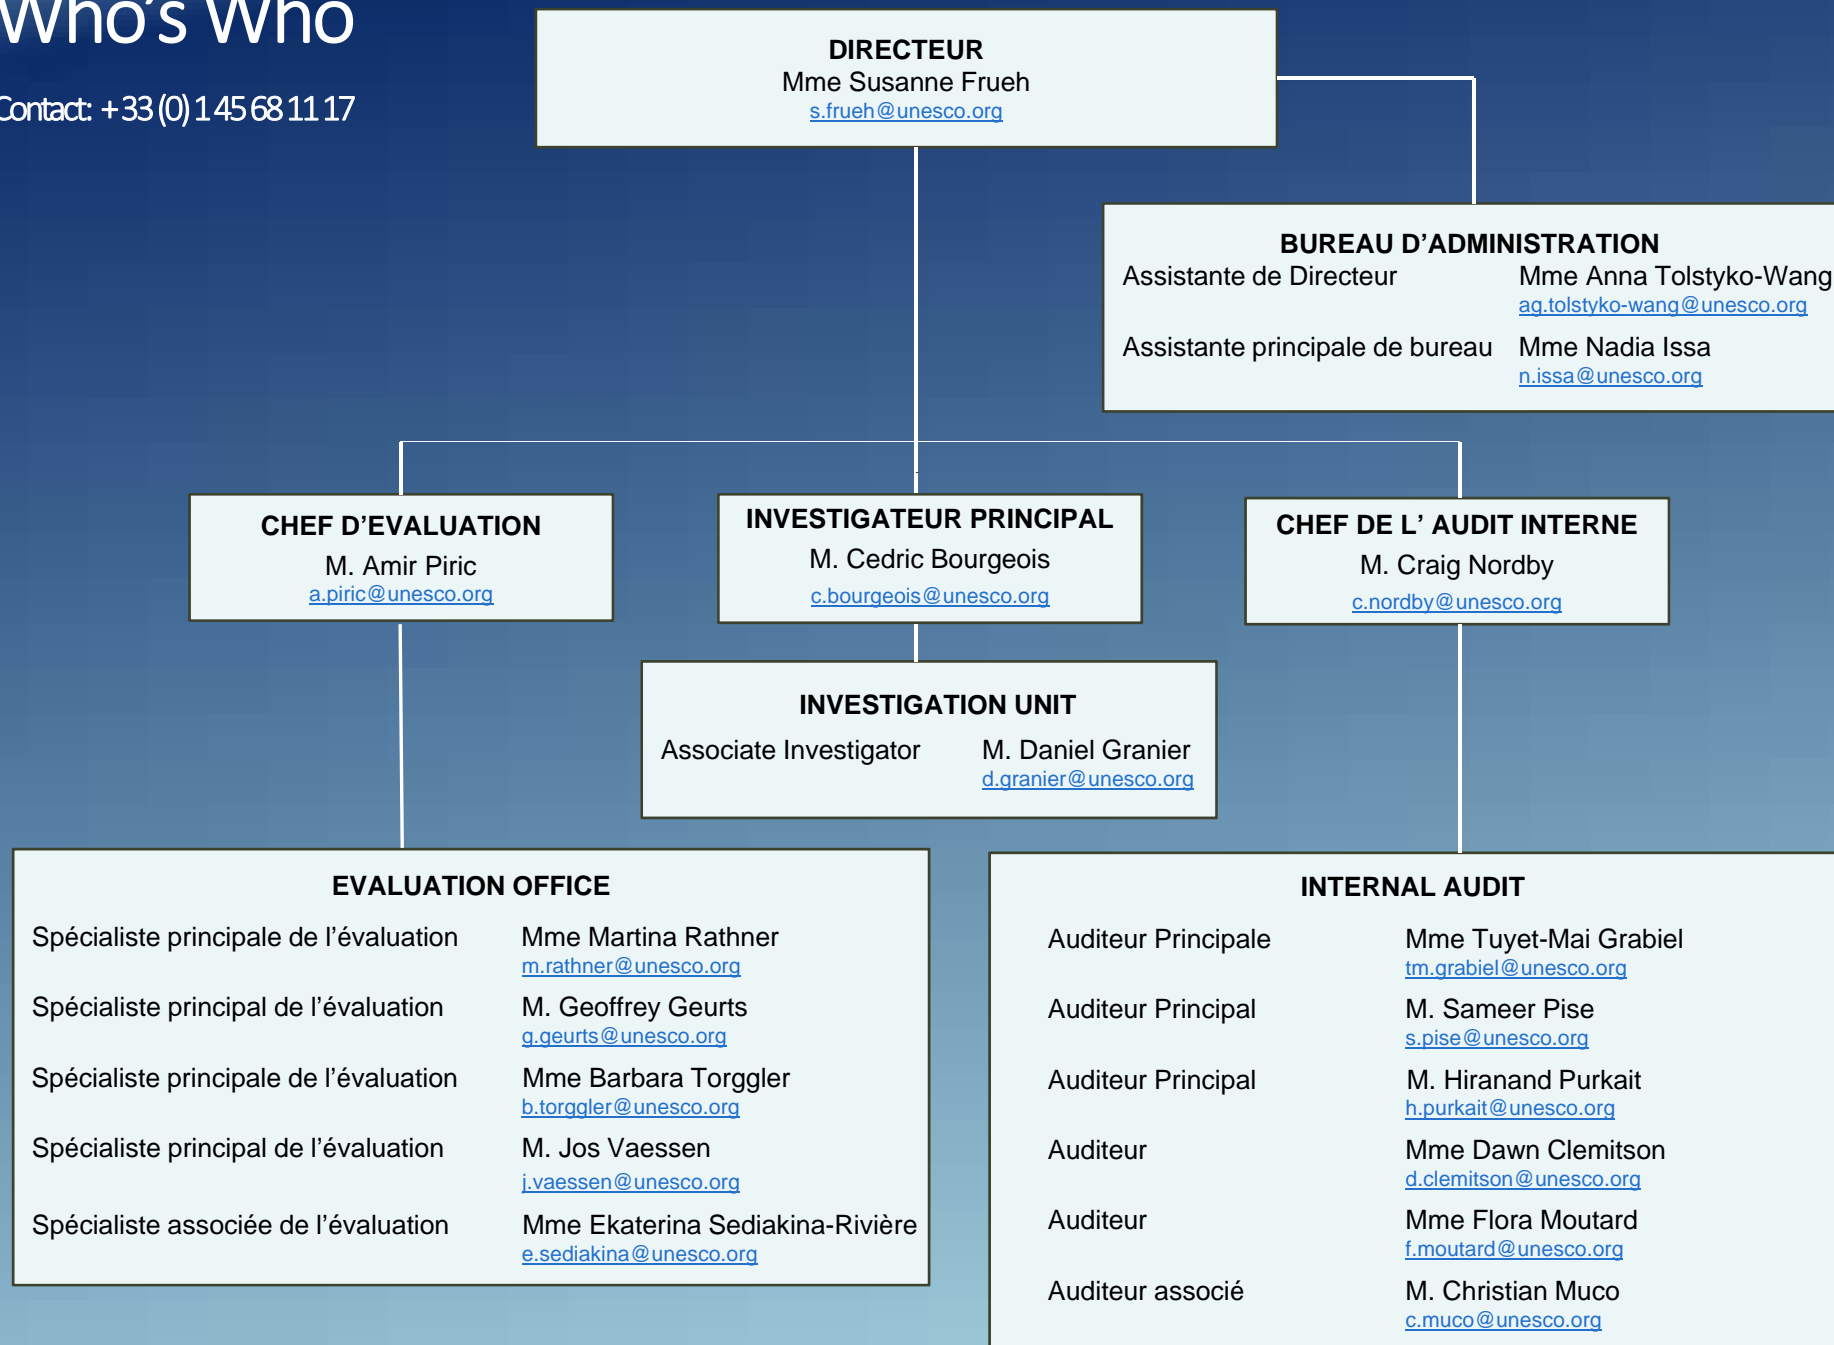 Who's Who
Contact: +33 (0)1 45 68 11 17
DIRECTEUR
Mme Susanne Frueh
s.frueh@unesco.org
BUREAU D'ADMINISTRATION
Assistante de Directeur Mme Anna Tolstyko-Wang
ag.tolstyko-wang@unesco.org
Assistante principale de bureau Mme Nadia Issa
n.issa@unesco.org
CHEF D'EVALUATION
M. Amir Piric
a.piric@unesco.org
INVESTIGATEUR PRINCIPAL
M. Cedric Bourgeois
c.bourgeois@unesco.org
CHEF DE L' AUDIT INTERNE
M. Craig Nordby
c.nordby@unesco.org
INVESTIGATION UNIT
Associate Investigator M. Daniel Granier
d.granier@unesco.org
EVALUATION OFFICE
Spécialiste principale de l'évaluation Mme Martina Rathner
m.rathner@unesco.org
Spécialiste principal de l'évaluation M. Geoffrey Geurts
g.geurts@unesco.org
Spécialiste principale de l'évaluation Mme Barbara Torggler
b.torggler@unesco.org
Spécialiste principal de l'évaluation M. Jos Vaessen
j.vaessen@unesco.org
Spécialiste associée de l'évaluation Mme Ekaterina Sediakina-Rivière
e.sediakina@unesco.org
INTERNAL AUDIT
Auditeur Principale Mme Tuyet-Mai Grabiel
tm.grabiel@unesco.org
Auditeur Principal M. Sameer Pise
s.pise@unesco.org
Auditeur Principal M. Hiranand Purkait
h.purkait@unesco.org
Auditeur Mme Dawn Clemitson
d.clemitson@unesco.org
Auditeur Mme Flora Moutard
f.moutard@unesco.org
Auditeur associé M. Christian Muco
c.muco@unesco.org